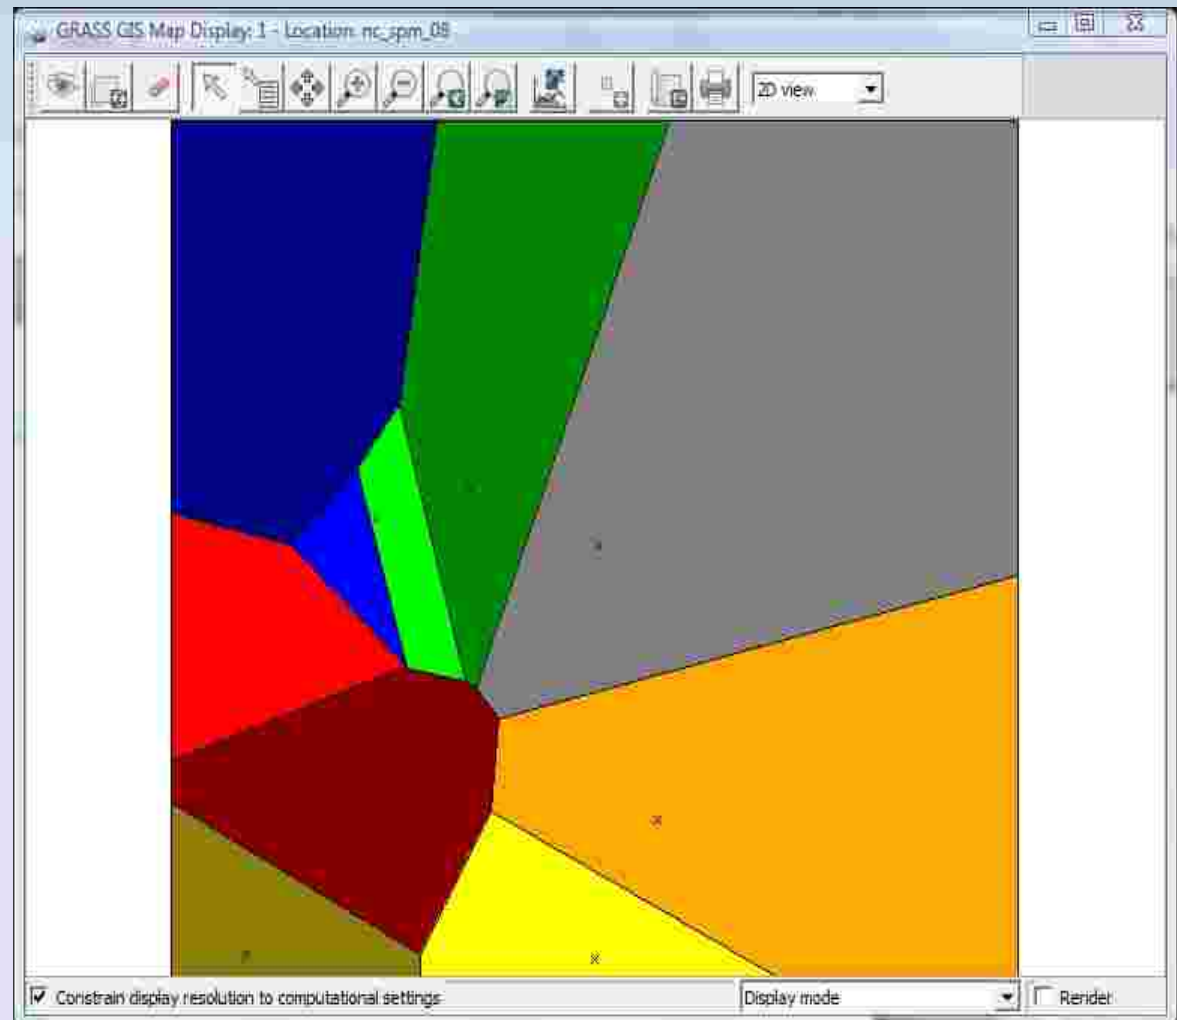 GRASS GIS Map Display: 1 - Location: nc_spm_08
2D view
Constrain display resolution to computational settings
Display mode
Render